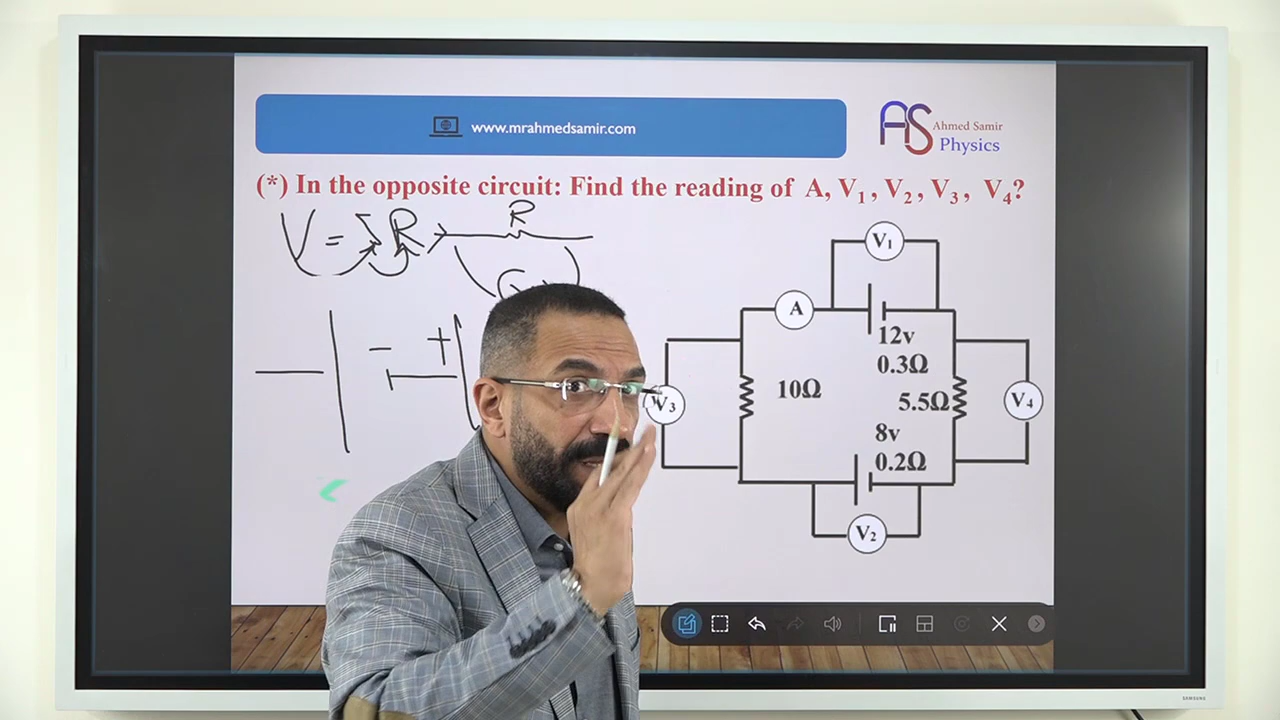 www.mrahmedsamir.com
AS
Ahmed Samir
Physics
(*) In the opposite circuit: Find the reading of A, V₁ , V₂ , V₃ , V₄?
R
V =
R
V₁
A
12v
0.3Ω
- +
V₃
10Ω
5.5Ω
V₄
8v
0.2Ω
V₂
SAMSUNG